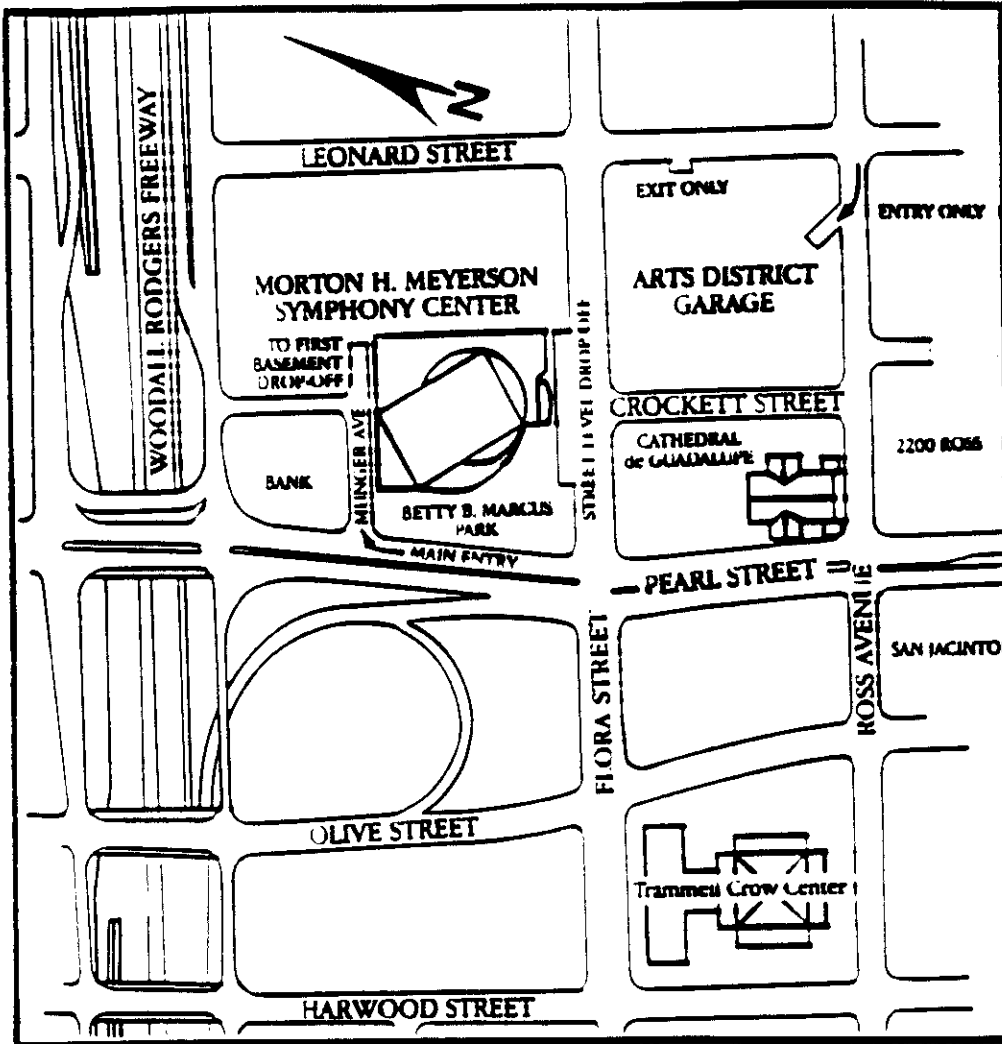 N
LEONARD STREET
WOODALL RODGERS FREEWAY
EXIT ONLY
ENTRY ONLY
MORTON H. MEYERSON
SYMPHONY CENTER
ARTS DISTRICT
GARAGE
TO FIRST
BASEMENT
DROP-OFF
STREET LEVEL DROP-OFF
CROCKETT STREET
CATHEDRAL
de GUADALUPE
2200 ROSS
BANK
MUNGER AVE
BETTY B. MARCUS
PARK
MAIN ENTRY
PEARL STREET
FLORA STREET
ROSS AVENUE
SAN JACINTO
OLIVE STREET
Trammell Crow Center
HARWOOD STREET